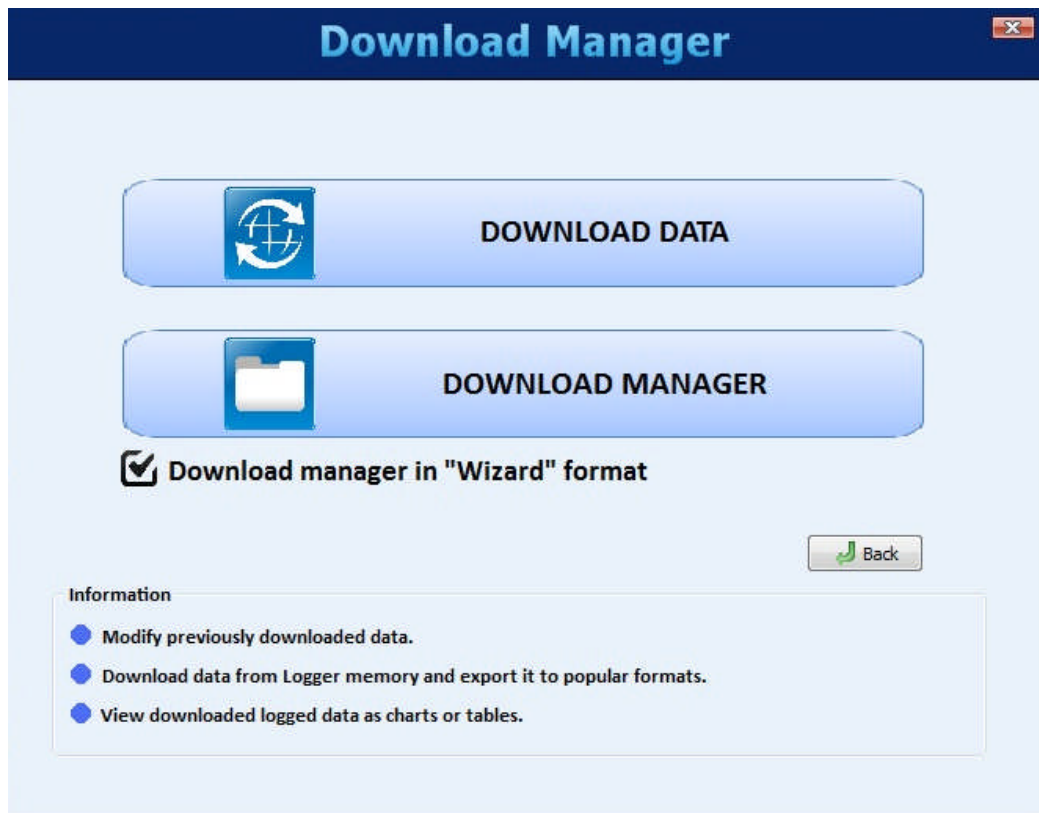 Download Manager
DOWNLOAD DATA
DOWNLOAD MANAGER
Download manager in "Wizard" format
Back
Information
Modify previously downloaded data.
Download data from Logger memory and export it to popular formats.
View downloaded logged data as charts or tables.